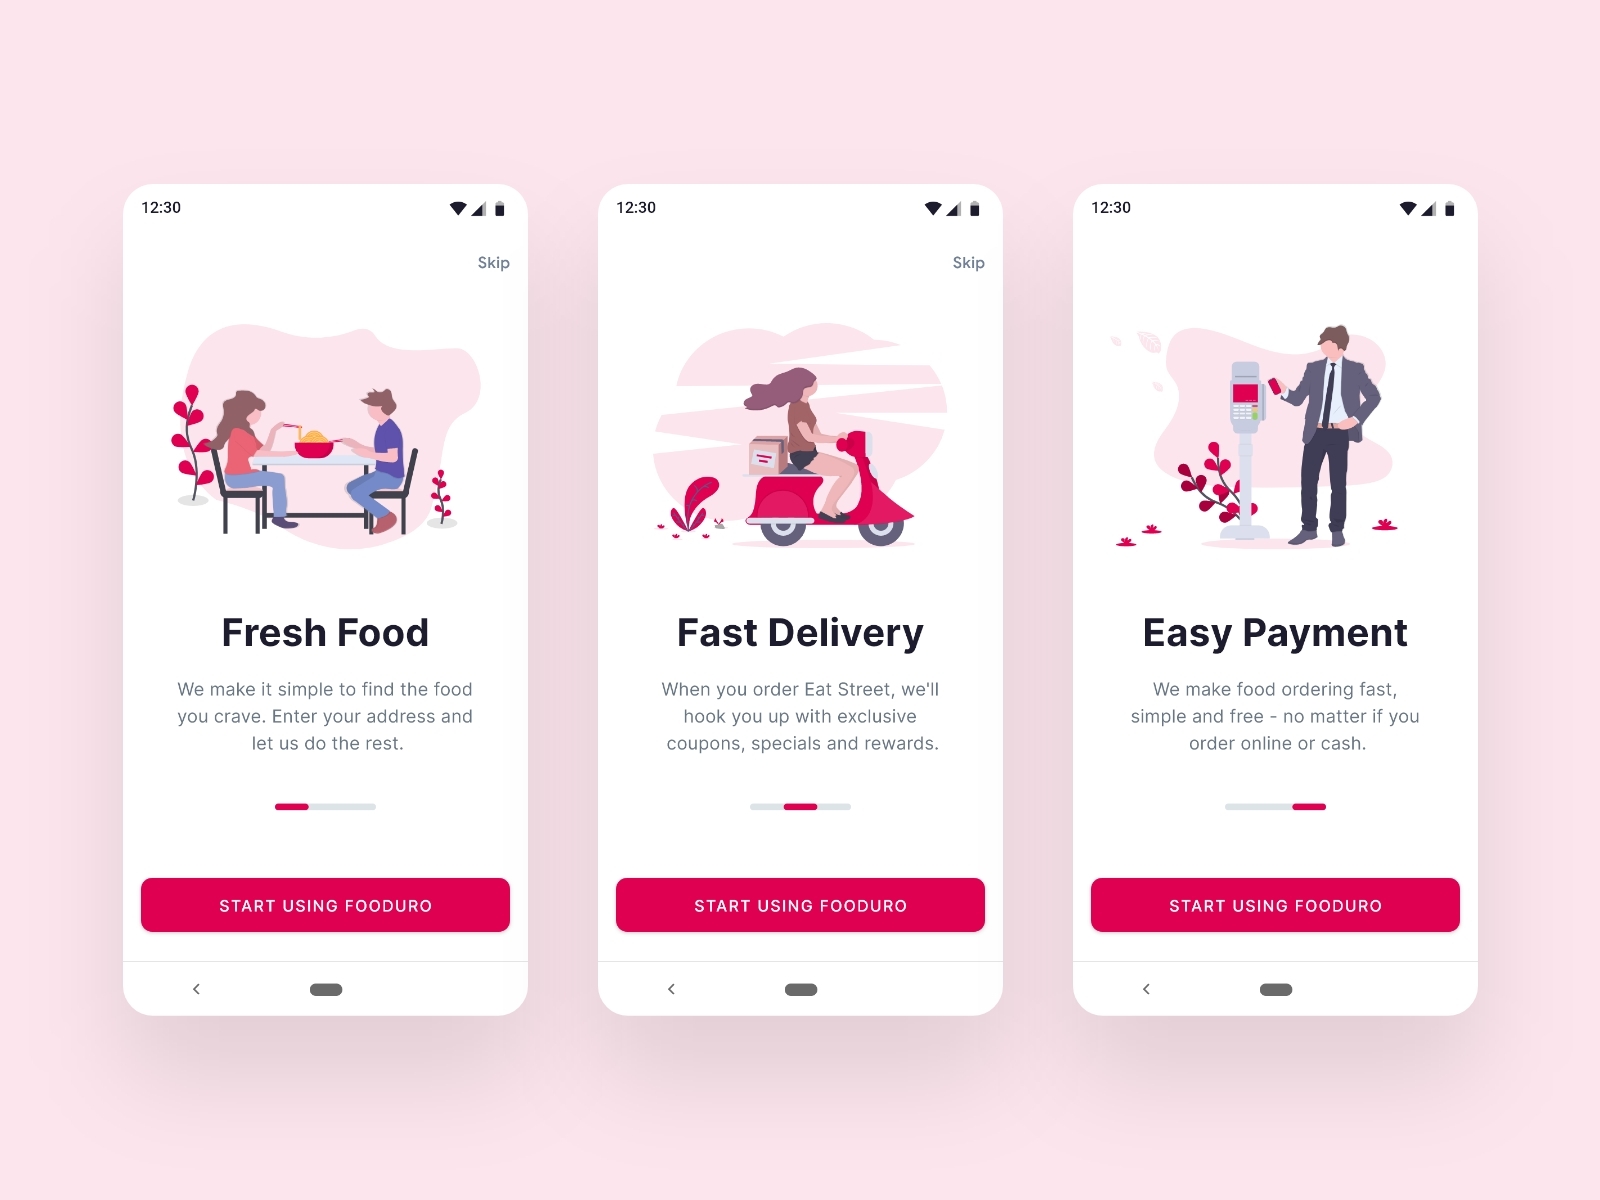 12:30
Skip
Fresh Food
We make it simple to find the food
you crave. Enter your address and
let us do the rest.
START USING FOODURO
12:30
Skip
Fast Delivery
When you order Eat Street, we'll
hook you up with exclusive
coupons, specials and rewards.
START USING FOODURO
12:30
Easy Payment
We make food ordering fast,
simple and free - no matter if you
order online or cash.
START USING FOODURO